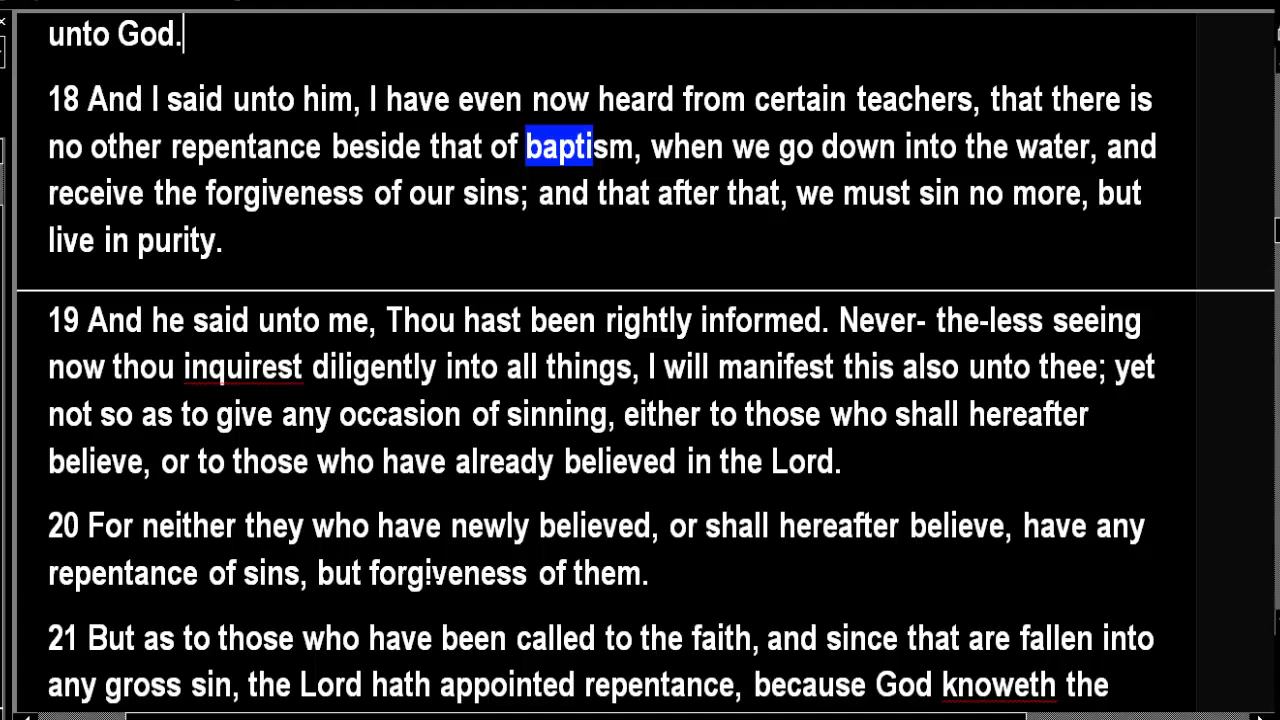 unto God.
18 And I said unto him, I have even now heard from certain teachers, that there is
no other repentance beside that of baptism, when we go down into the water, and
receive the forgiveness of our sins; and that after that, we must sin no more, but
live in purity.
19 And he said unto me, Thou hast been rightly informed. Never- the-less seeing
now thou inquirest diligently into all things, I will manifest this also unto thee; yet
not so as to give any occasion of sinning, either to those who shall hereafter
believe, or to those who have already believed in the Lord.
20 For neither they who have newly believed, or shall hereafter believe, have any
repentance of sins, but forgiveness of them.
21 But as to those who have been called to the faith, and since that are fallen into
any gross sin, the Lord hath appointed repentance, because God knoweth the